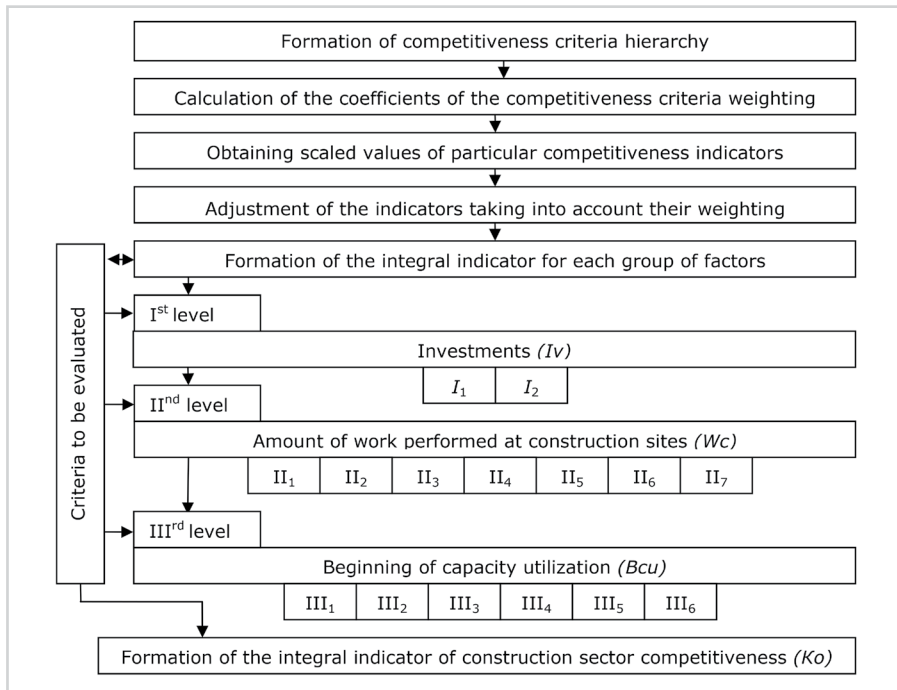 Formation of competitiveness criteria hierarchy
Calculation of the coefficients of the competitiveness criteria weighting
Obtaining scaled values of particular competitiveness indicators
Adjustment of the indicators taking into account their weighting
Formation of the integral indicator for each group of factors
Criteria to be evaluated
Iˢᵗ level
Investments (Iv)
I₁ I₂
IIⁿᵈ level
Amount of work performed at construction sites (Wc)
II₁ II₂ II₃ II₄ II₅ II₆ II₇
IIIʳᵈ level
Beginning of capacity utilization (Bcu)
III₁ III₂ III₃ III₄ III₅ III₆
Formation of the integral indicator of construction sector competitiveness (Ko)